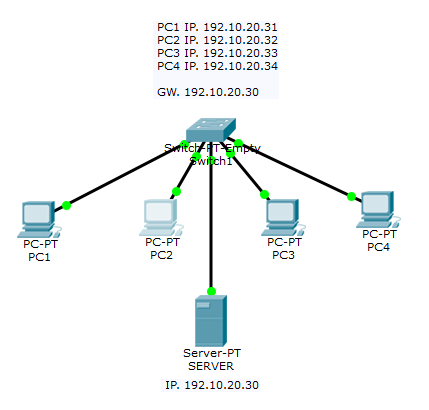 PC1 IP. 192.10.20.31
PC2 IP. 192.10.20.32
PC3 IP. 192.10.20.33
PC4 IP. 192.10.20.34
GW. 192.10.20.30
Switch-PT-Empty
Switch1
PC-PT
PC1
PC-PT
PC2
PC-PT
PC3
PC-PT
PC4
Server-PT
SERVER
IP. 192.10.20.30